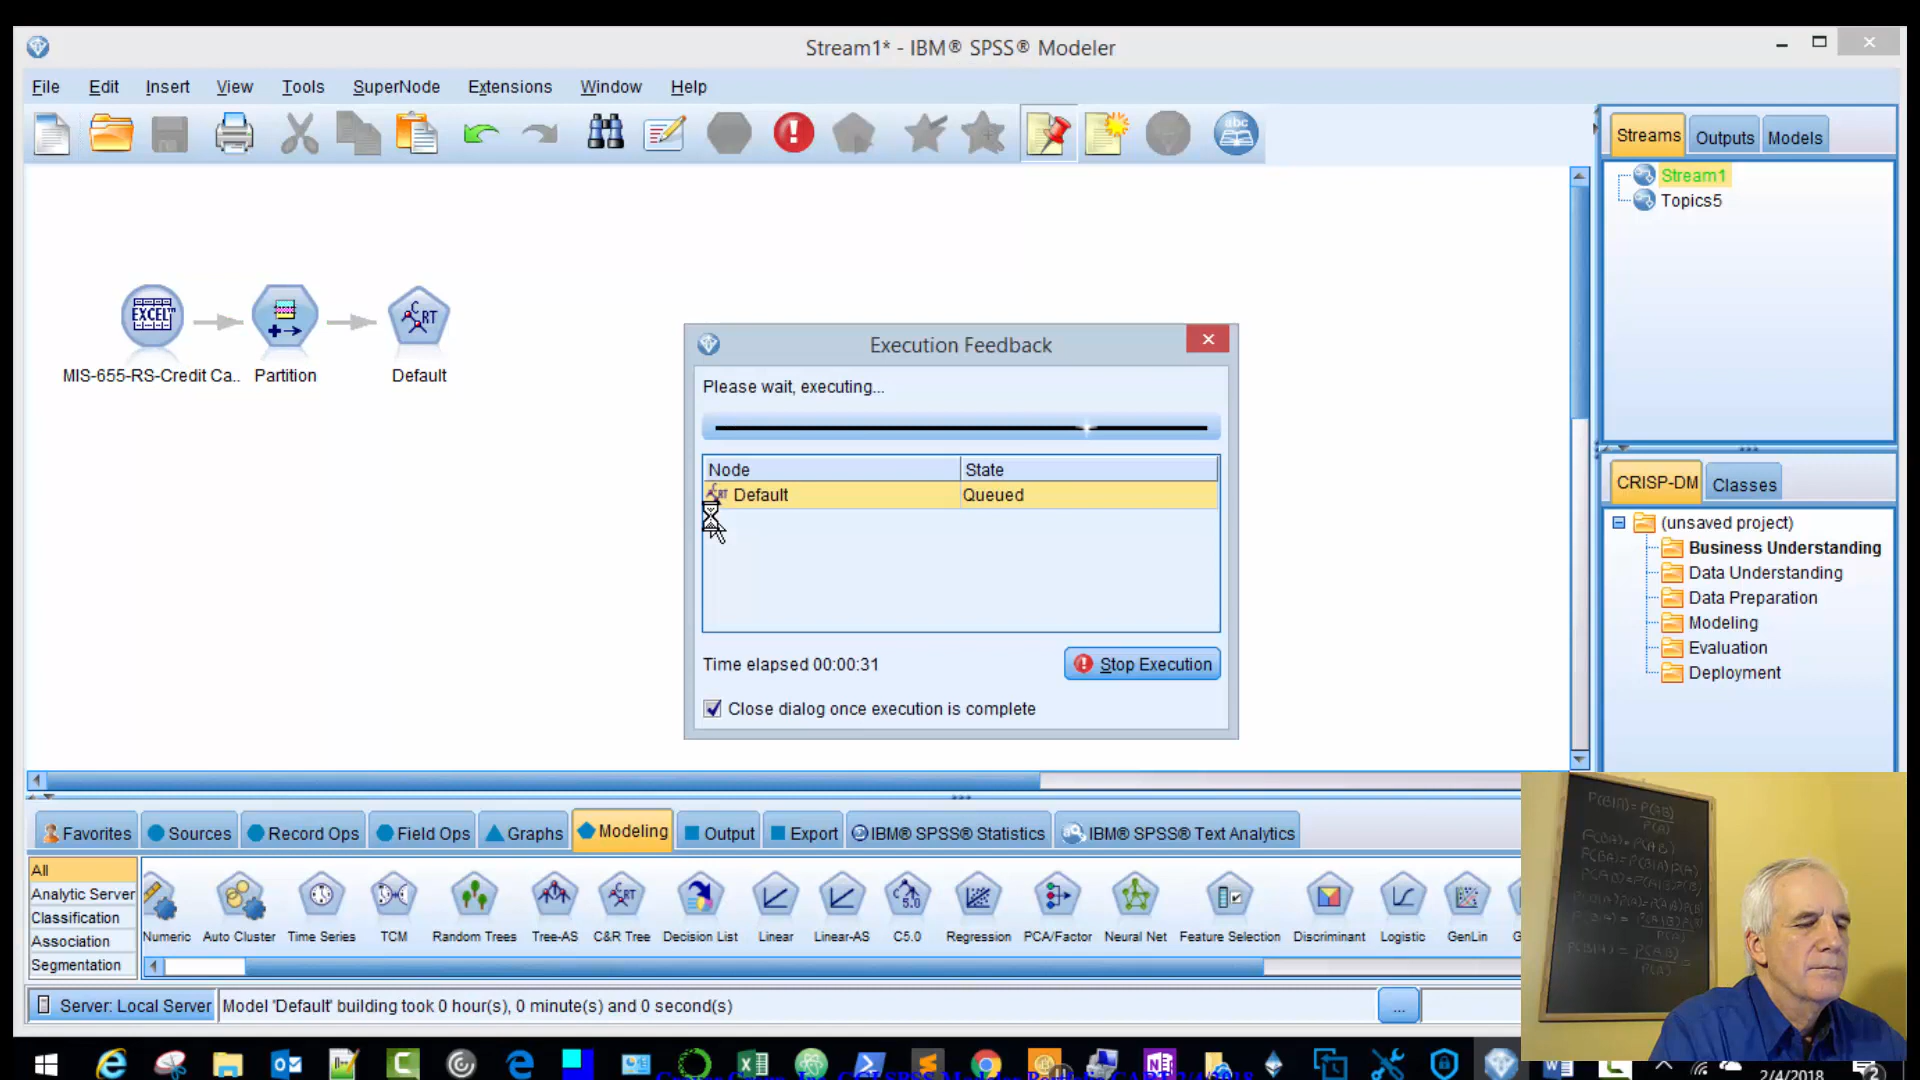 Stream1* - IBM® SPSS® Modeler
File Edit Insert View Tools SuperNode Extensions Window Help
abc
Streams Outputs Models
Stream1
Topics5
EXCEL™
C RT
MIS-655-RS-Credit Ca.. Partition Default
Execution Feedback
Please wait, executing...
Node State
Default Queued
Time elapsed 00:00:31 Stop Execution
Close dialog once execution is complete
CRISP-DM Classes
(unsaved project)
Business Understanding
Data Understanding
Data Preparation
Modeling
Evaluation
Deployment
Favorites Sources Record Ops Field Ops Graphs Modeling Output Export IBM® SPSS® Statistics IBM® SPSS® Text Analytics
All
Analytic Server
Classification
Association
Segmentation
Numeric Auto Cluster Time Series TCM Random Trees Tree-AS C&R Tree Decision List Linear Linear-AS C5.0 Regression PCA/Factor Neural Net Feature Selection Discriminant Logistic GenLin
Server: Local Server Model 'Default' building took 0 hour(s), 0 minute(s) and 0 second(s) ...
2/4/2018